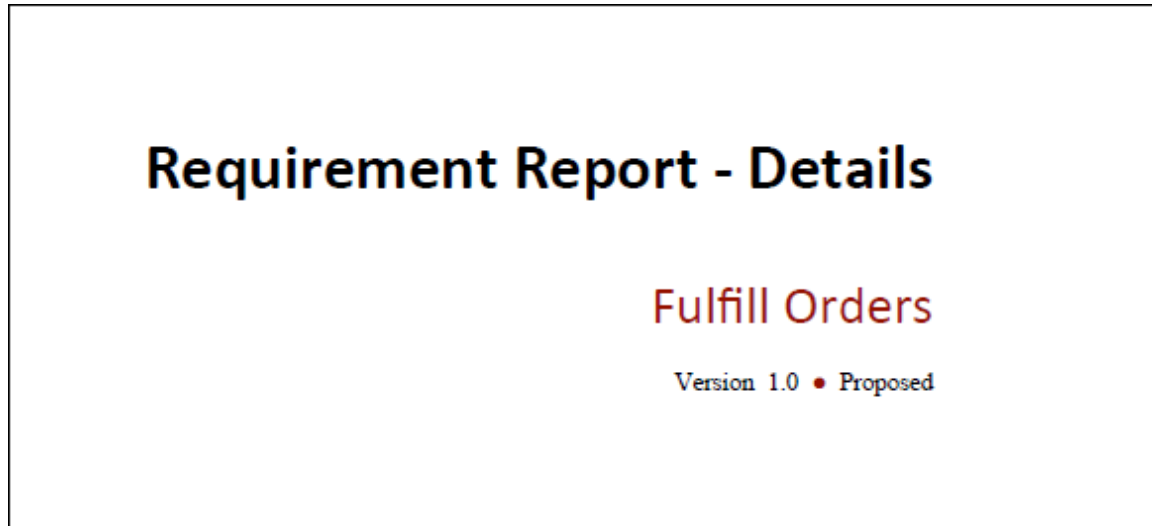 Requirement Report - Details
Fulfill Orders
Version 1.0 ● Proposed